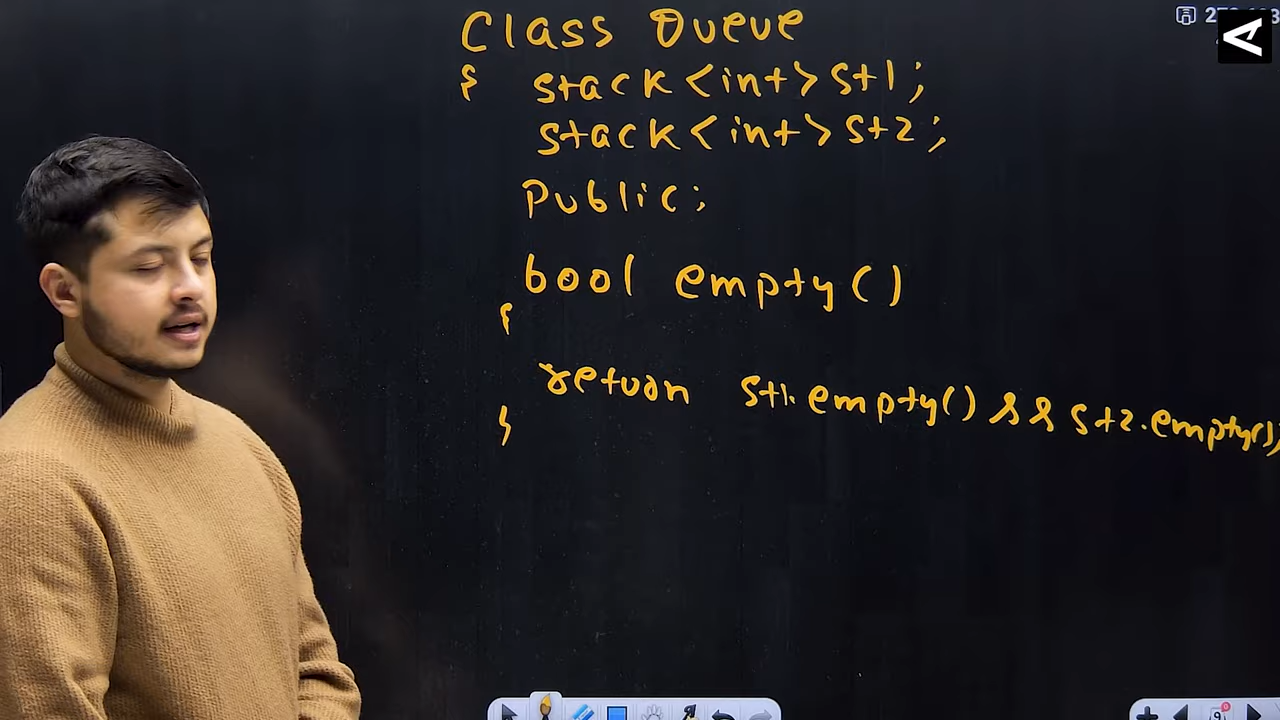 Class Queue
{ stack<int>st1;
stack<int>st2;
Public:
bool empty()
{
return st1.empty() && st2.empty();
}